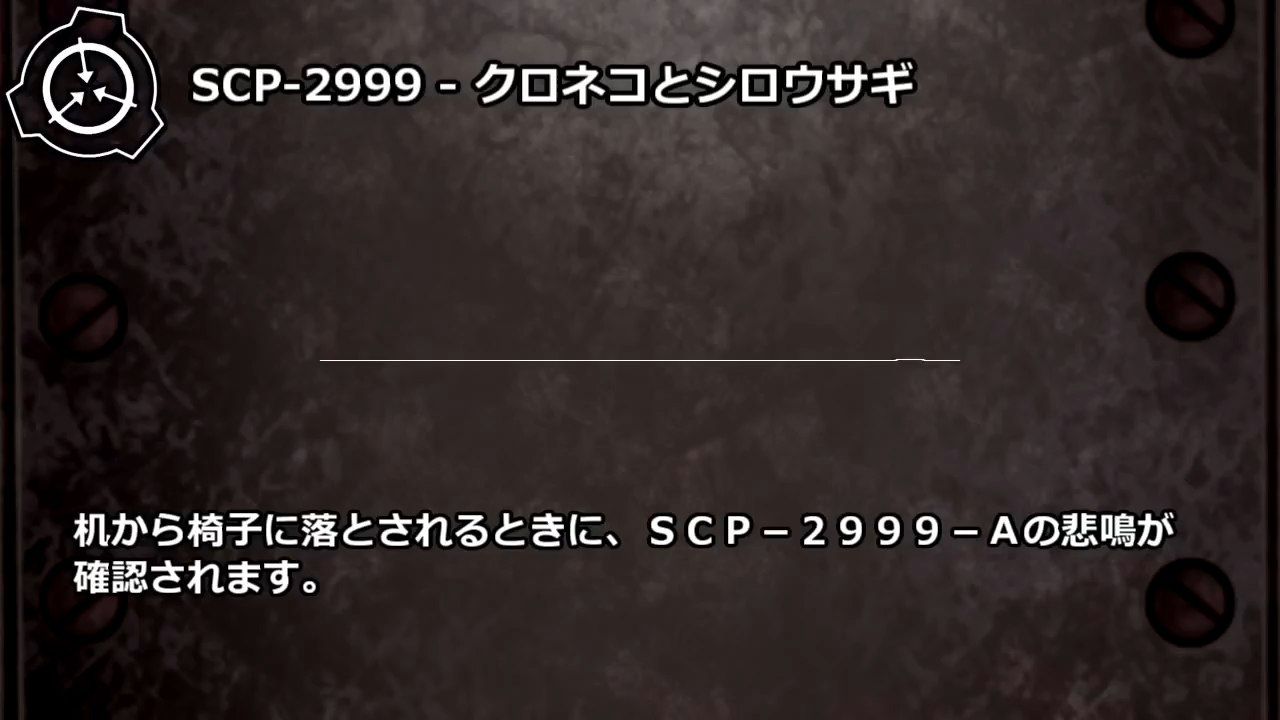 SCP-2999 - クロネコとシロウサギ
机から椅子に落とされるときに、ＳＣＰ－２９９９－Ａの悲鳴が
確認されます。